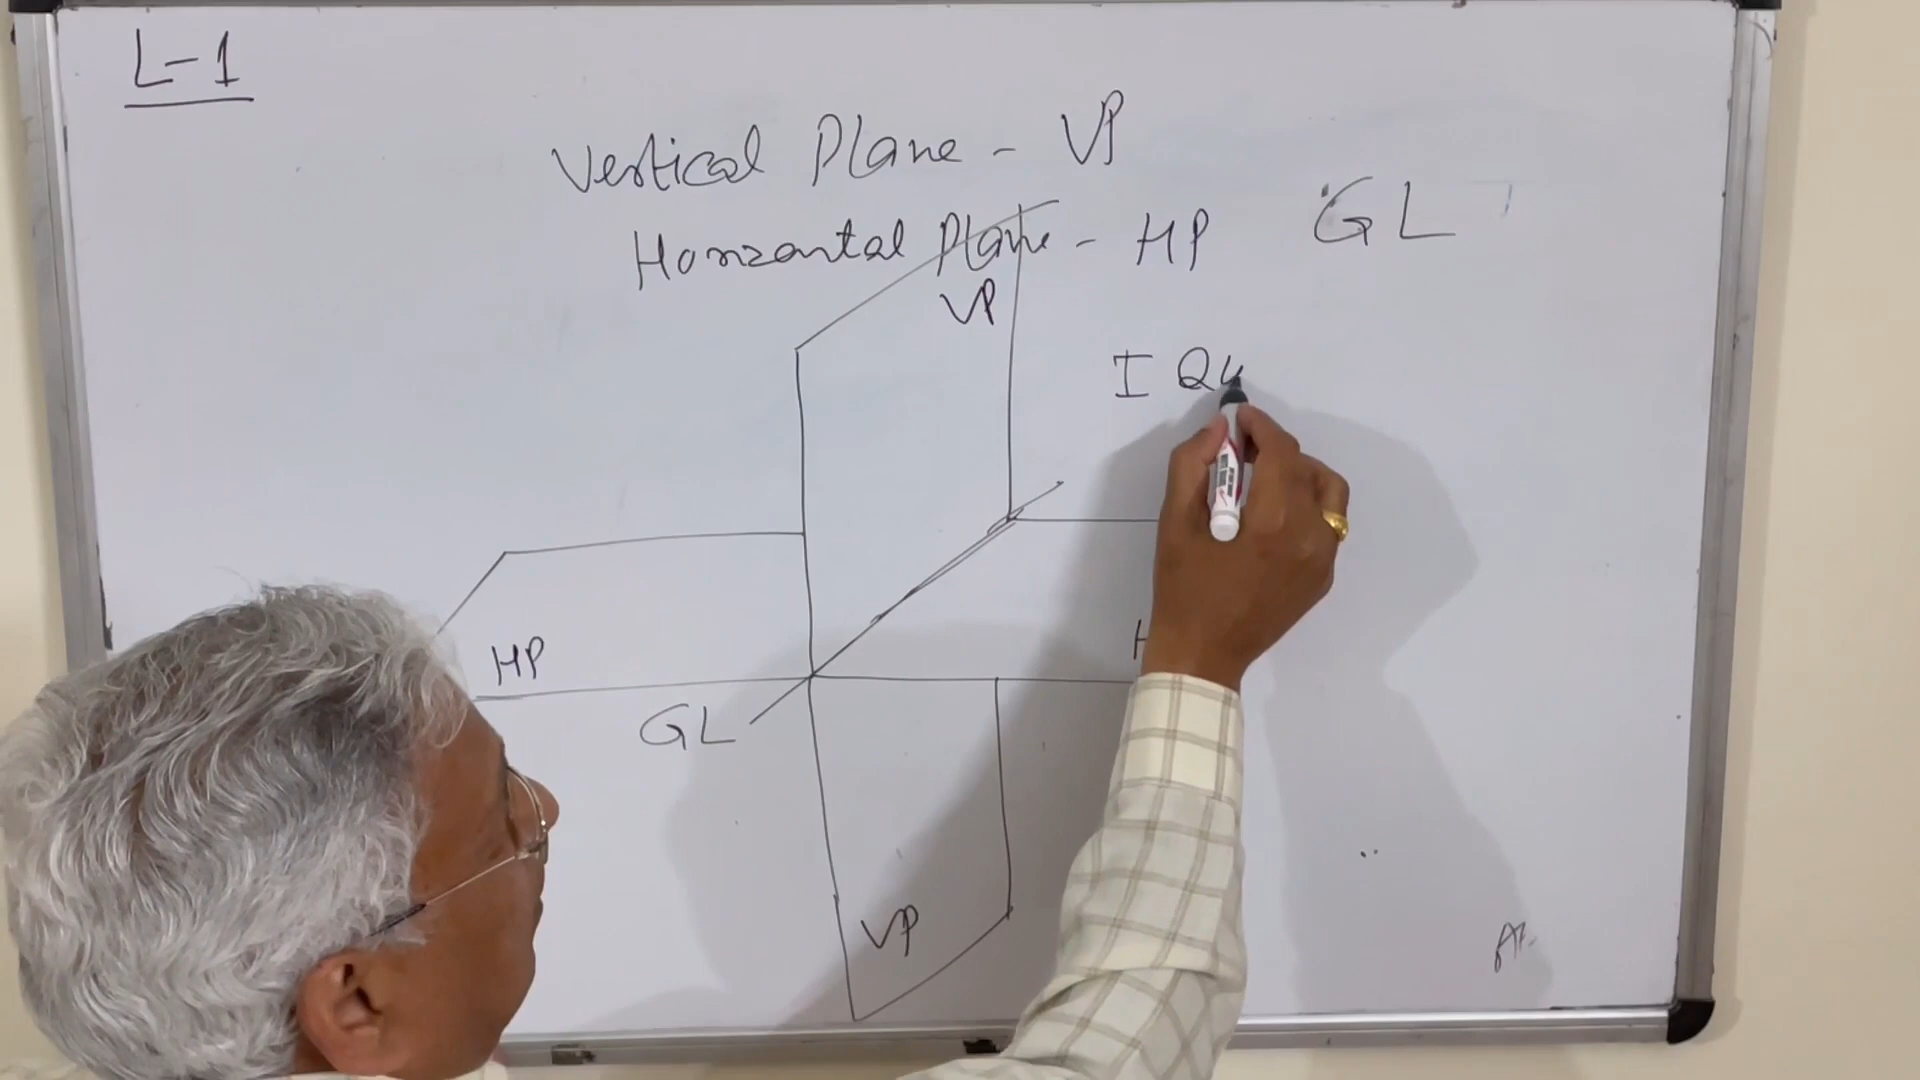 L-1
Vertical Plane - VP
Horizontal Plane - HP
GL
VP
I QU
HP
H
GL
VP